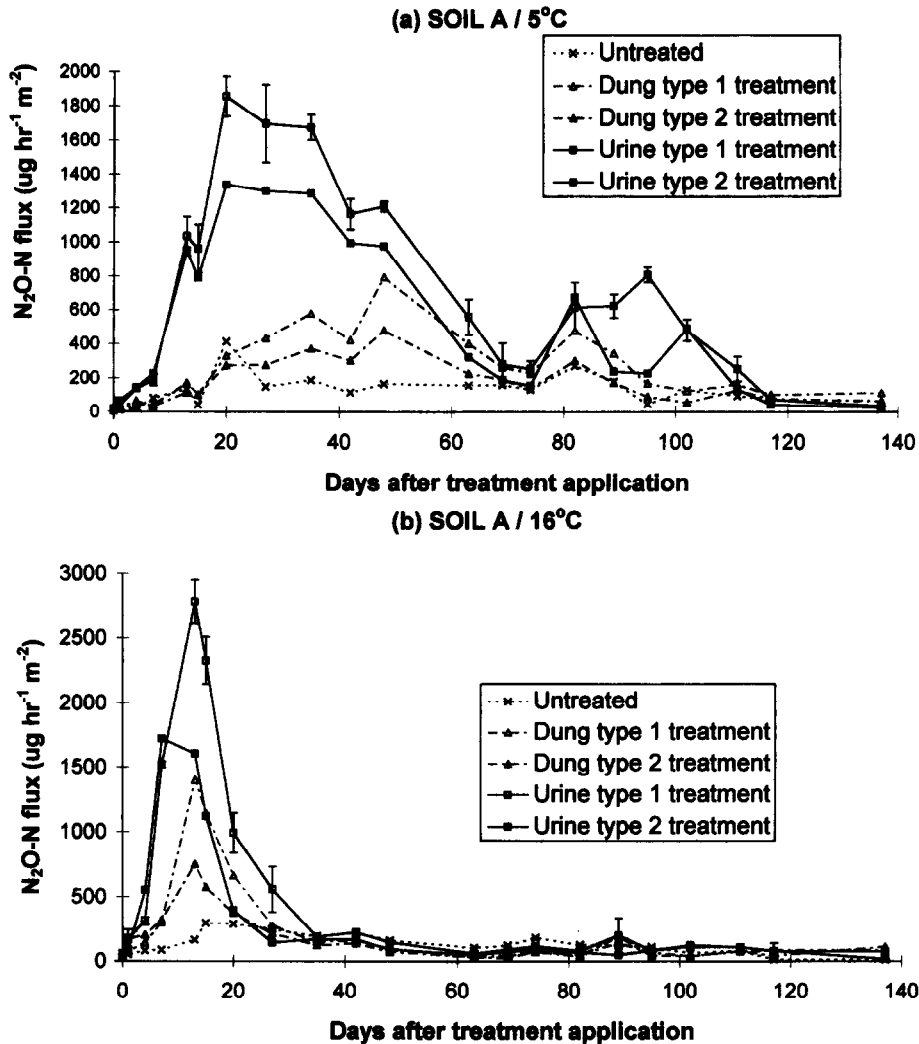 (a) SOIL A / 5°C
Untreated
Dung type 1 treatment
Dung type 2 treatment
Urine type 1 treatment
Urine type 2 treatment
N₂O-N flux (ug hr⁻¹ m⁻²)
2000
1800
1600
1400
1200
1000
800
600
400
200
0
0 20 40 60 80 100 120 140
Days after treatment application
(b) SOIL A / 16°C
Untreated
Dung type 1 treatment
Dung type 2 treatment
Urine type 1 treatment
Urine type 2 treatment
N₂O-N flux (ug hr⁻¹ m⁻²)
3000
2500
2000
1500
1000
500
0
0 20 40 60 80 100 120 140
Days after treatment application